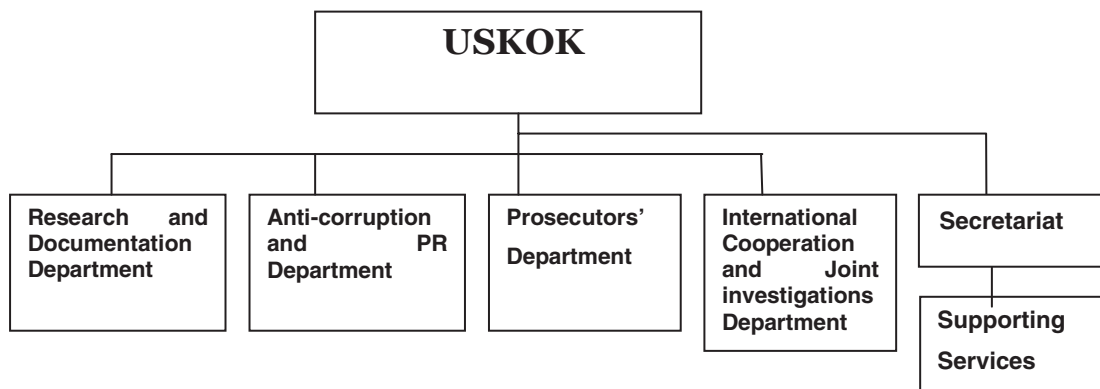 USKOK
Research and
Documentation
Department
Anti-corruption
and PR
Department
Prosecutors’
Department
International
Cooperation
and Joint
investigations
Department
Secretariat
Supporting
Services